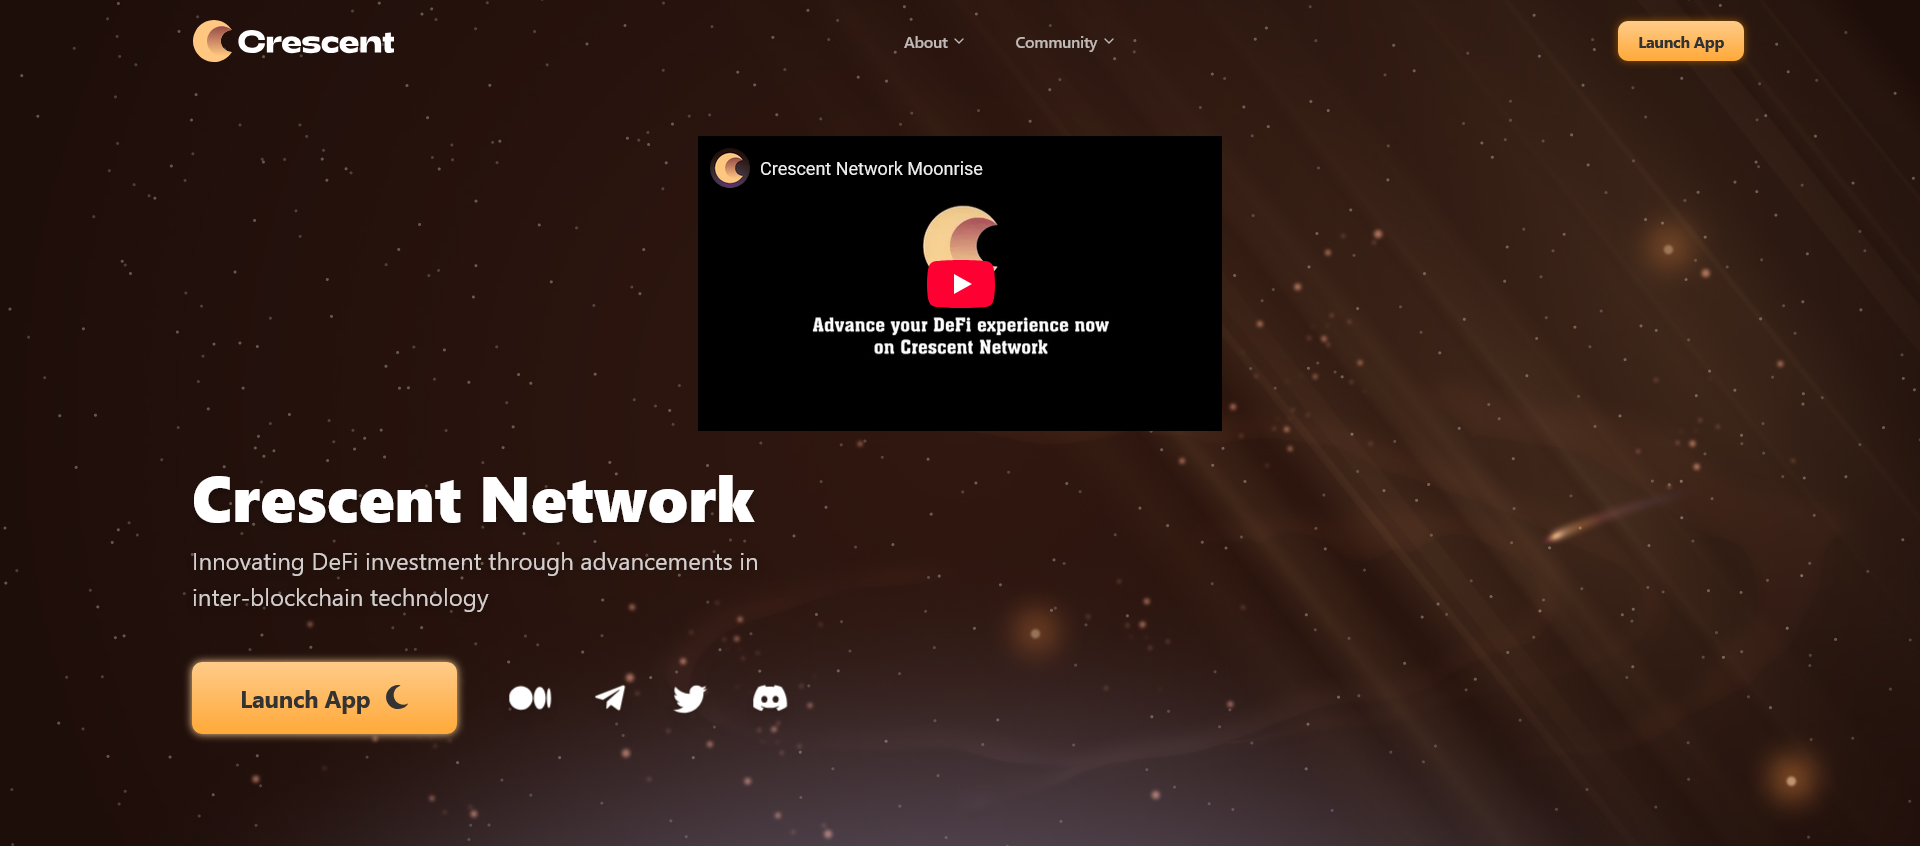 Crescent
About
Community
Launch App
Crescent Network Moonrise
Advance your DeFi experience now
on Crescent Network
Crescent Network
Innovating DeFi investment through advancements in
inter-blockchain technology
Launch App